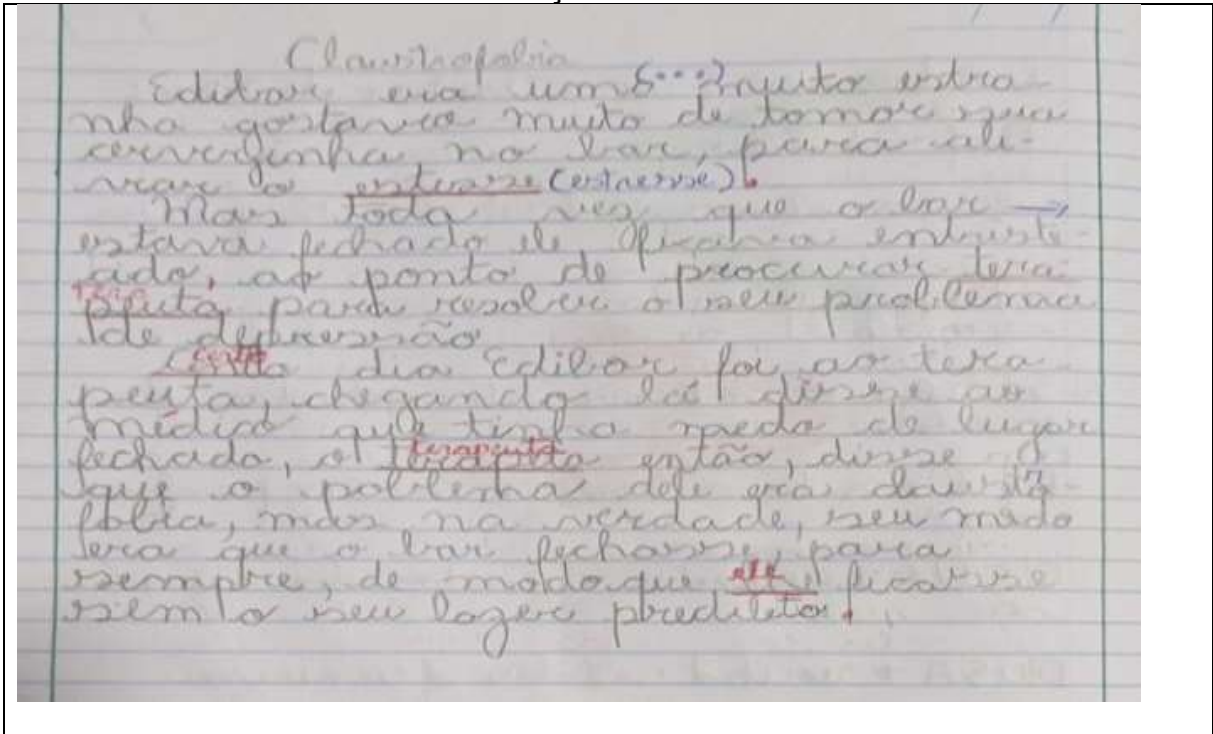 Claustrofobia
Edibar era um (...) muito estra
nha gostava muito de tomar sua
cervejinha, no bar, para ali-
viar o (estresse).
Mas toda vez que o bar →
estava fechado ele ficava entriste-
ado, ao ponto de procurar tera
peuta para resolver o seu problema
de depressão
Certo dia Edibar foi ao tera
peuta, chegando lá disse ao
médico que tinha medo de lugar
fechado, o terapeuta então, disse
que o poblema dele era claustro
fobia, mas, na verdade, seu medo
era que o bar fechasse, para
sempre, de modo que ele ficasse
sem o seu lazer predileto.